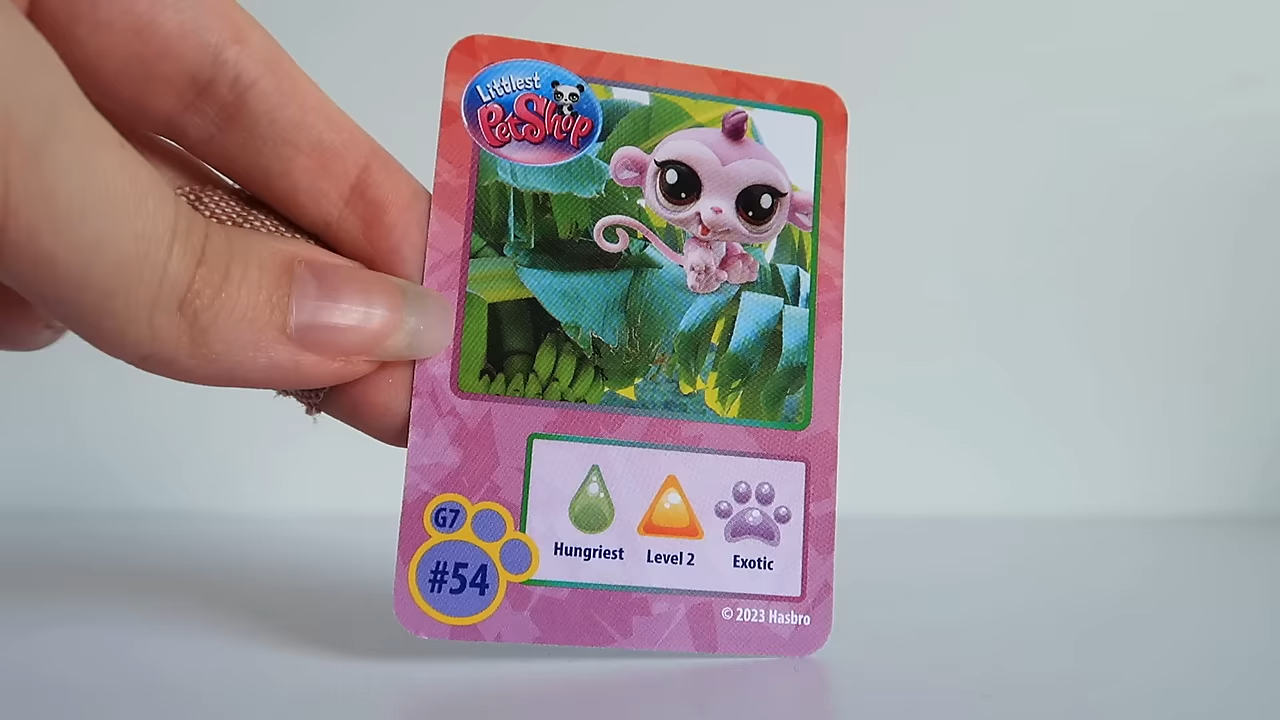 Littlest
PetShop
G7
#54
Hungriest
Level 2
Exotic
© 2023 Hasbro